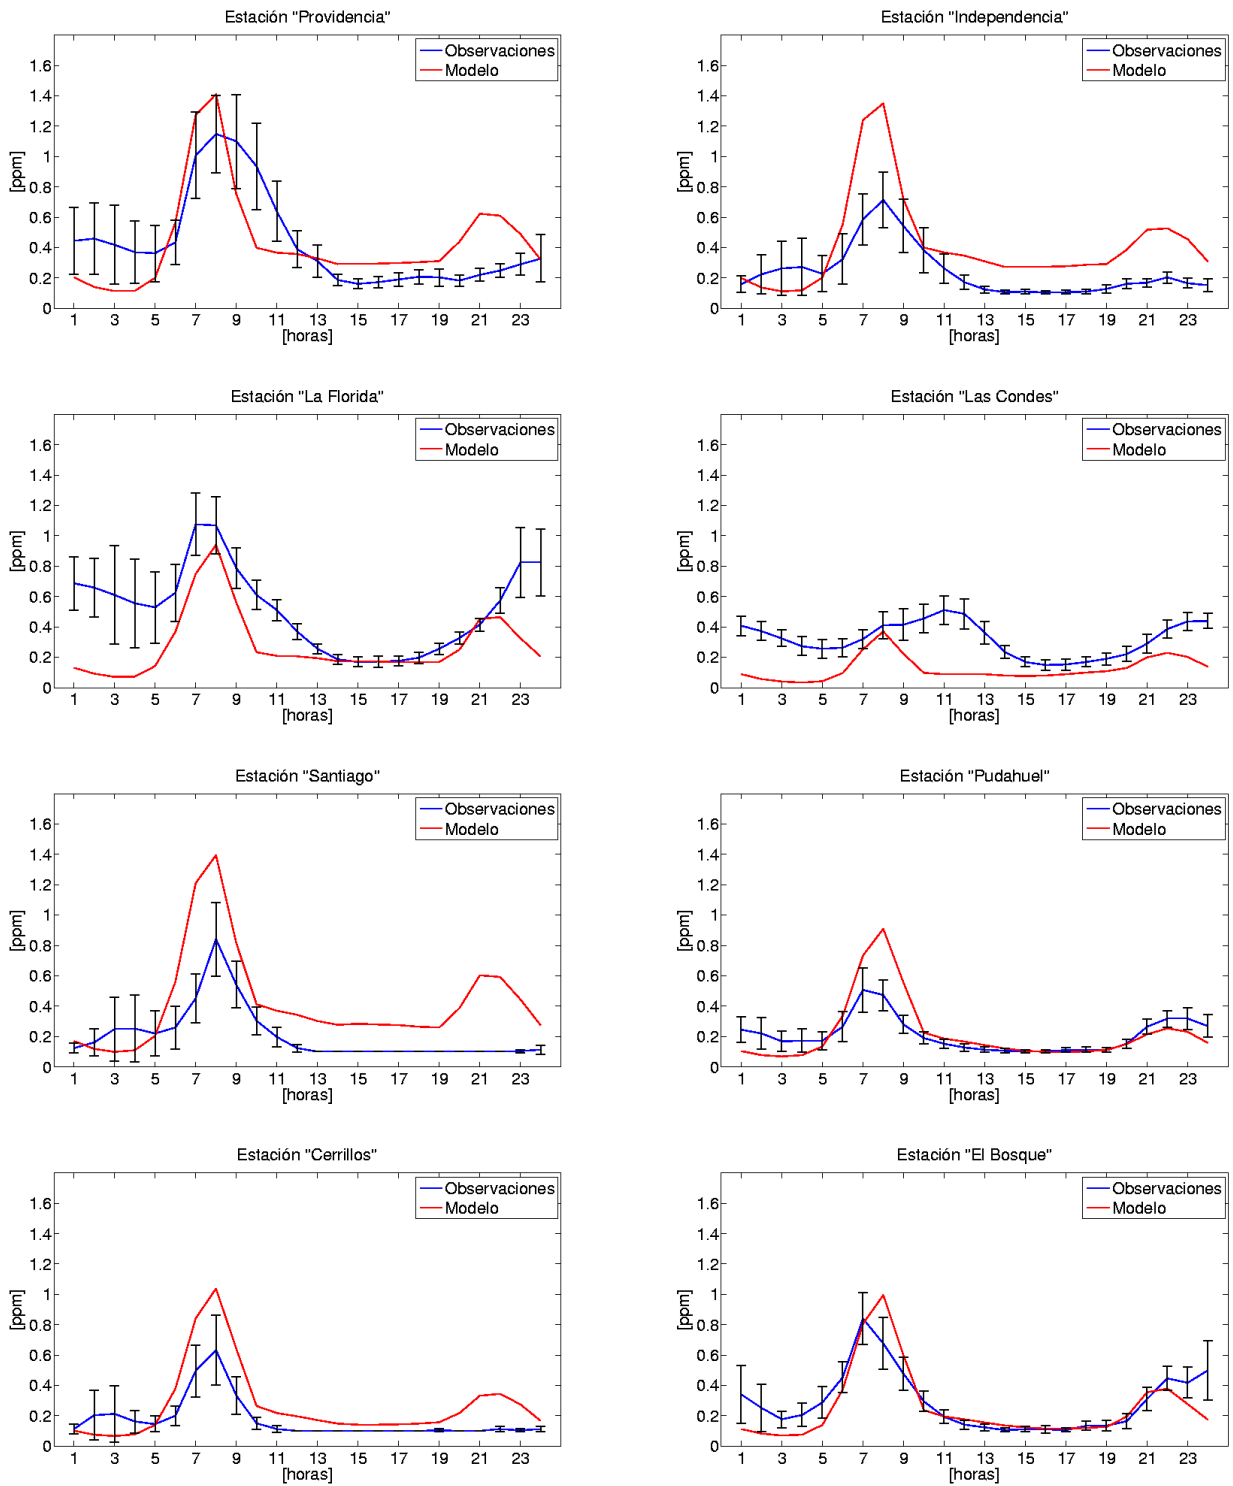 Estación "Providencia"
Observaciones
Modelo
1.6
1.4
1.2
1
0.8
0.6
0.4
0.2
0
[ppm]
1 3 5 7 9 11 13 15 17 19 21 23
[horas]
Estación "Independencia"
Observaciones
Modelo
1.6
1.4
1.2
1
0.8
0.6
0.4
0.2
0
[ppm]
1 3 5 7 9 11 13 15 17 19 21 23
[horas]
Estación "La Florida"
Observaciones
Modelo
1.6
1.4
1.2
1
0.8
0.6
0.4
0.2
0
[ppm]
1 3 5 7 9 11 13 15 17 19 21 23
[horas]
Estación "Las Condes"
Observaciones
Modelo
1.6
1.4
1.2
1
0.8
0.6
0.4
0.2
0
[ppm]
1 3 5 7 9 11 13 15 17 19 21 23
[horas]
Estación "Santiago"
Observaciones
Modelo
1.6
1.4
1.2
1
0.8
0.6
0.4
0.2
0
[ppm]
1 3 5 7 9 11 13 15 17 19 21 23
[horas]
Estación "Pudahuel"
Observaciones
Modelo
1.6
1.4
1.2
1
0.8
0.6
0.4
0.2
0
[ppm]
1 3 5 7 9 11 13 15 17 19 21 23
[horas]
Estación "Cerrillos"
Observaciones
Modelo
1.6
1.4
1.2
1
0.8
0.6
0.4
0.2
0
[ppm]
1 3 5 7 9 11 13 15 17 19 21 23
[horas]
Estación "El Bosque"
Observaciones
Modelo
1.6
1.4
1.2
1
0.8
0.6
0.4
0.2
0
[ppm]
1 3 5 7 9 11 13 15 17 19 21 23
[horas]